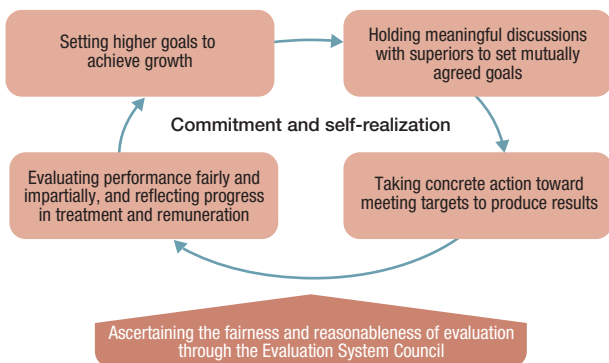 Setting higher goals to
achieve growth
Holding meaningful discussions
with superiors to set mutually
agreed goals
Commitment and self-realization
Evaluating performance fairly and
impartially, and reflecting progress
in treatment and remuneration
Taking concrete action toward
meeting targets to produce results
Ascertaining the fairness and reasonableness of evaluation
through the Evaluation System Council